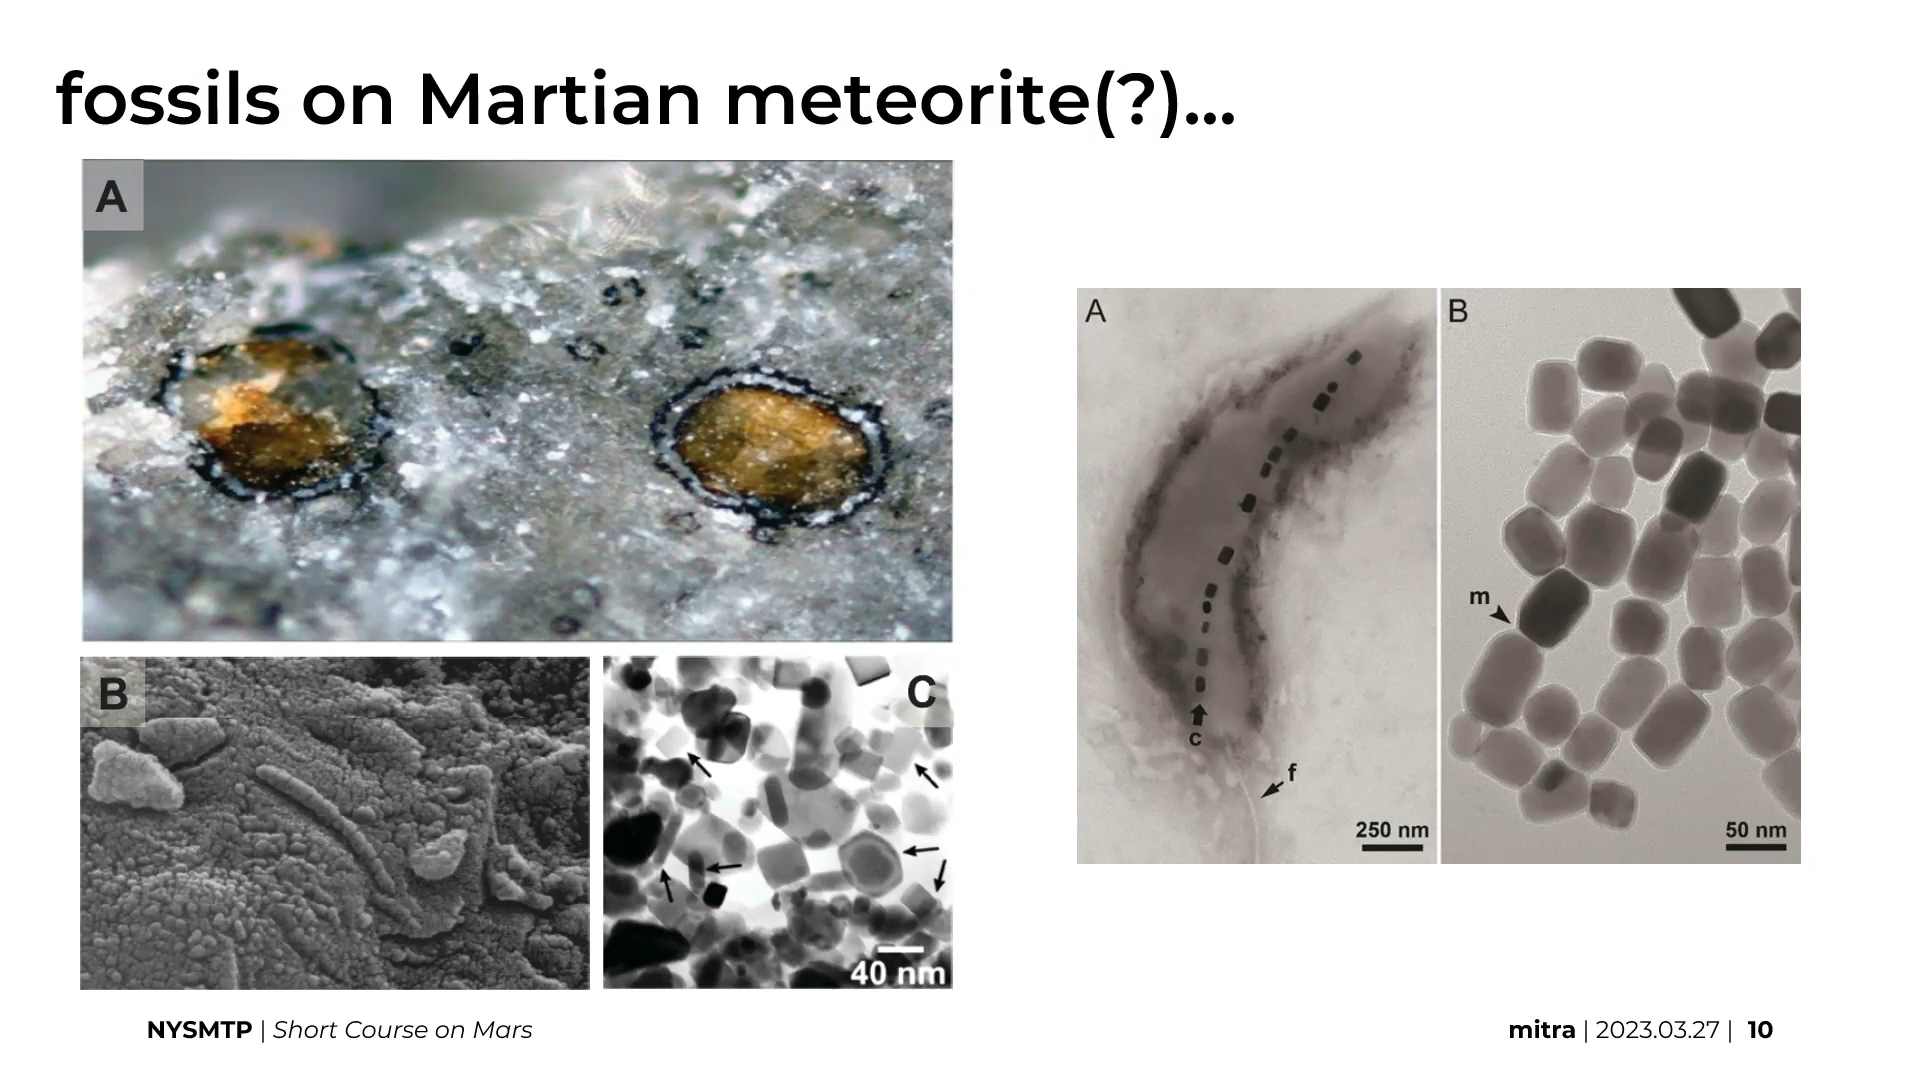 fossils on Martian meteorite(?)...
A
B
C
40 nm
A
c
f
250 nm
B
m
50 nm
NYSMTP | Short Course on Mars
mitra | 2023.03.27 | 10